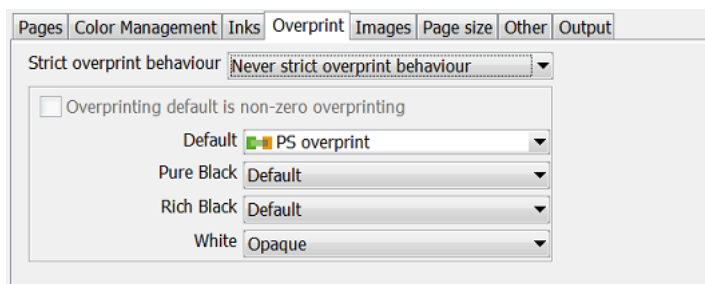 Pages Color Management Inks Overprint Images Page size Other Output
Strict overprint behaviour Never strict overprint behaviour
Overprinting default is non-zero overprinting
Default PS overprint
Pure Black Default
Rich Black Default
White Opaque